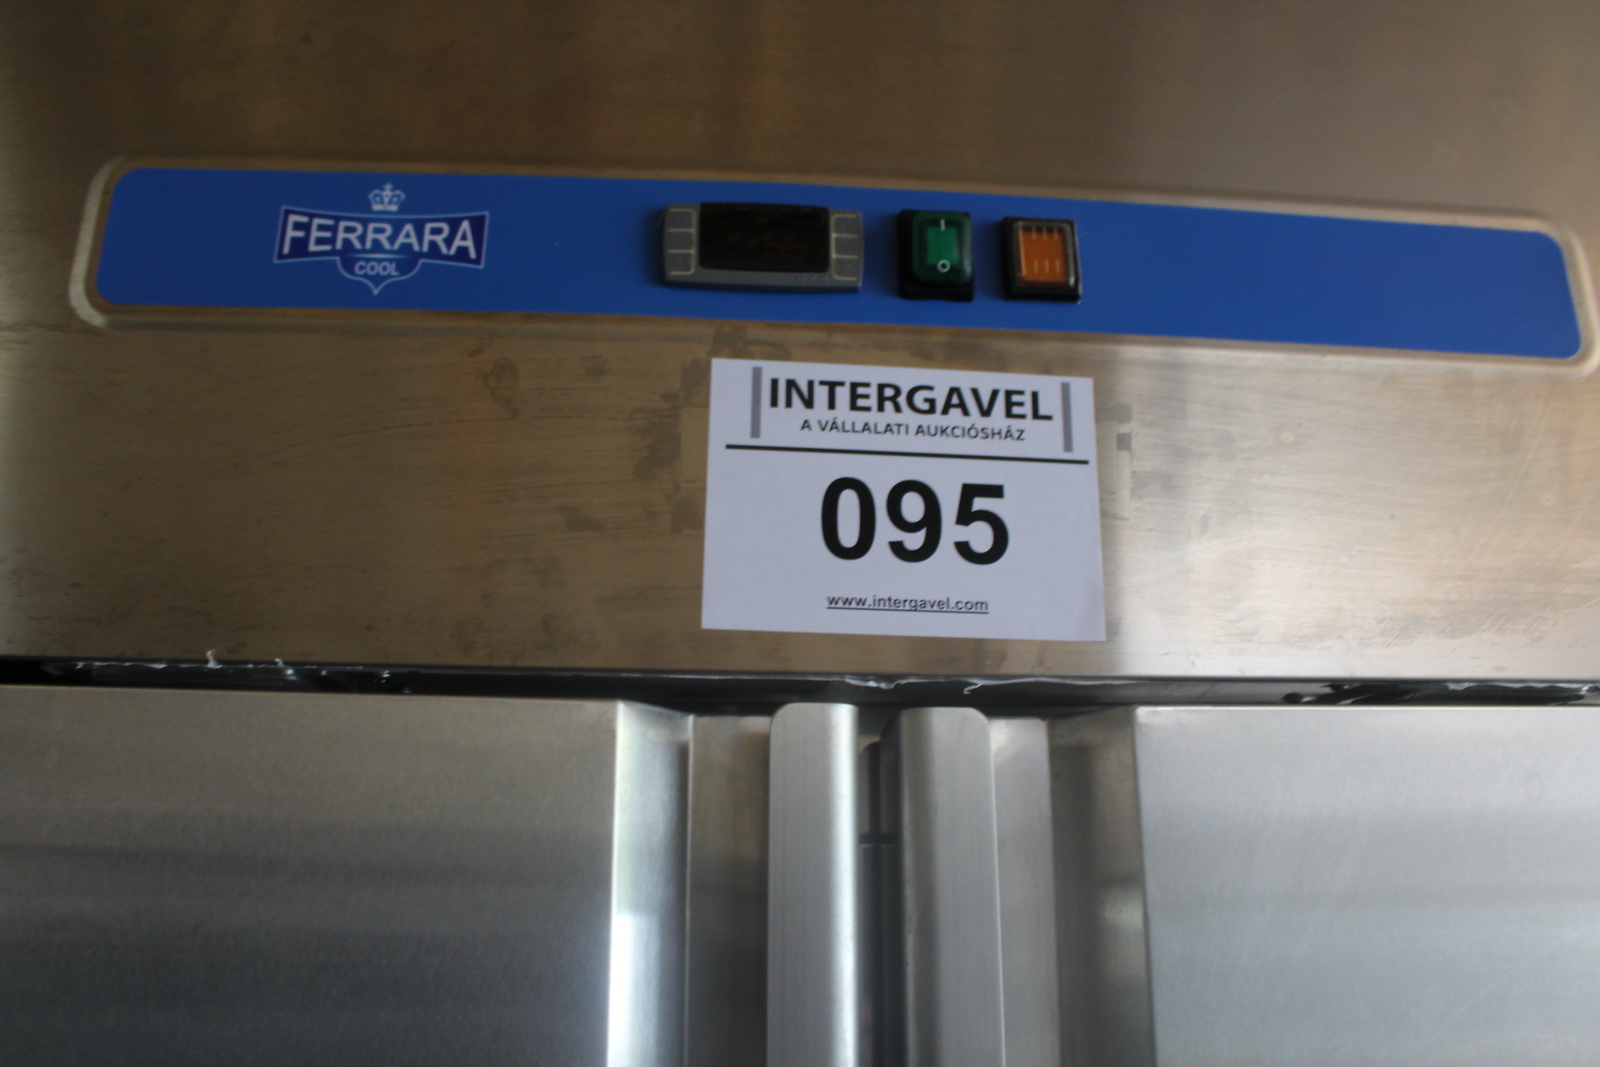 FERRARA
COOL
INTERGAVEL
A VÁLLALATI AUKCIÓSHÁZ
095
www.intergavel.com